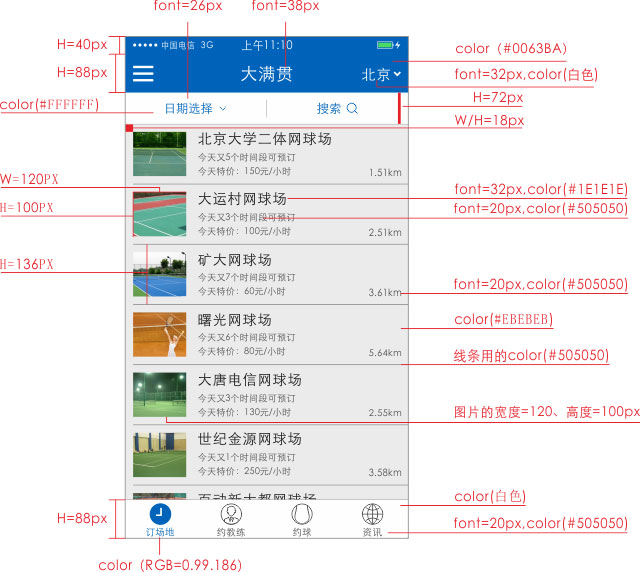 font=26px font=38px
H=40px
中国电信 3G 上午11:10
color (#0063BA)
H=88px
大满贯
北京
font=32px,color(白色)
H=72px
color(#FFFFFF)
日期选择
搜索
W/H=18px
北京大学二体网球场
今天又5个时间段可预订
今天特价：150元/小时
1.51km
W=120PX
大运村网球场
font=32px,color(#1E1E1E)
H=100PX
今天又3个时间段可预订
font=20px,color(#505050)
今天特价：100元/小时
2.51km
矿大网球场
H=136PX
今天又7个时间段可预订
今天特价：60元/小时
3.61km
font=20px,color(#505050)
曙光网球场
color(#EBEBEB)
今天又6个时间段可预订
今天特价：80元/小时
5.64km
线条用的color(#505050)
大唐电信网球场
今天又3个时间段可预订
今天特价：130元/小时
2.55km
图片的宽度=120、高度=100px
世纪金源网球场
今天又1个时间段可预订
今天特价：250元/小时
3.58km
百动新大都网球场
color(白色)
H=88px
订场地
约教练
约球
资讯
font=20px,color(#505050)
color (RGB=0.99.186)